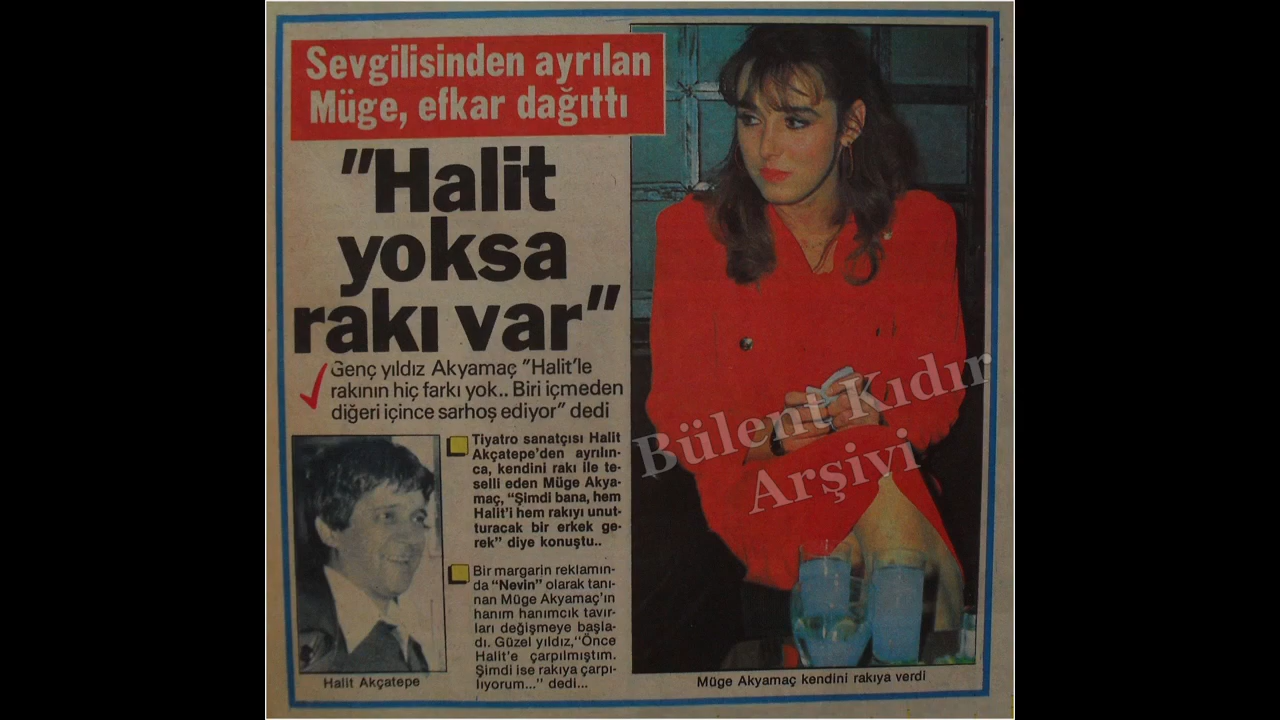 Sevgilisinden ayrılan
Müge, efkar dağıttı
"Halit
yoksa
rakı var"
Genç yıldız Akyamaç "Halit'le
rakının hiç farkı yok.. Biri içmeden
diğeri içince sarhoş ediyor" dedi
Tiyatro sanatçısı Halit
Akçatepe'den ayrılın-
ca, kendini rakı ile te-
selli eden Müge Akya-
maç, "Şimdi bana, hem
Halit'i hem rakıyı unut-
turacak bir erkek ge-
rek" diye konuştu..
Bir margarin reklamın-
da "Nevin" olarak tanı-
nan Müge Akyamaç'ın
hanım hanımcık tavır-
ları değişmeye başla-
dı. Güzel yıldız,"Önce
Halit'e çarpılmıştım.
Şimdi ise rakıya çarpı-
lıyorum..." dedi...
Halit Akçatepe
Müge Akyamaç kendini rakıya verdi
Bülent Kıdır
Arşivi